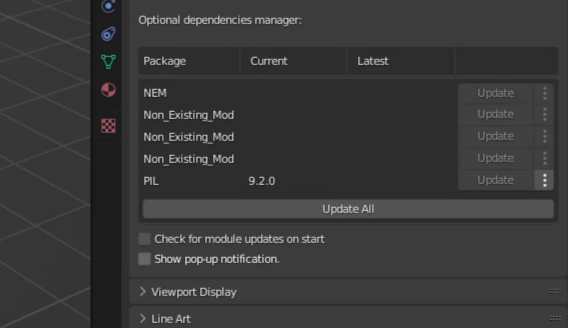 Optional dependencies manager:
Package Current Latest
NEM Update
Non_Existing_Mod Update
Non_Existing_Mod Update
Non_Existing_Mod Update
PIL 9.2.0 Update
Update All
Check for module updates on start
Show pop-up notification.
Viewport Display
Line Art